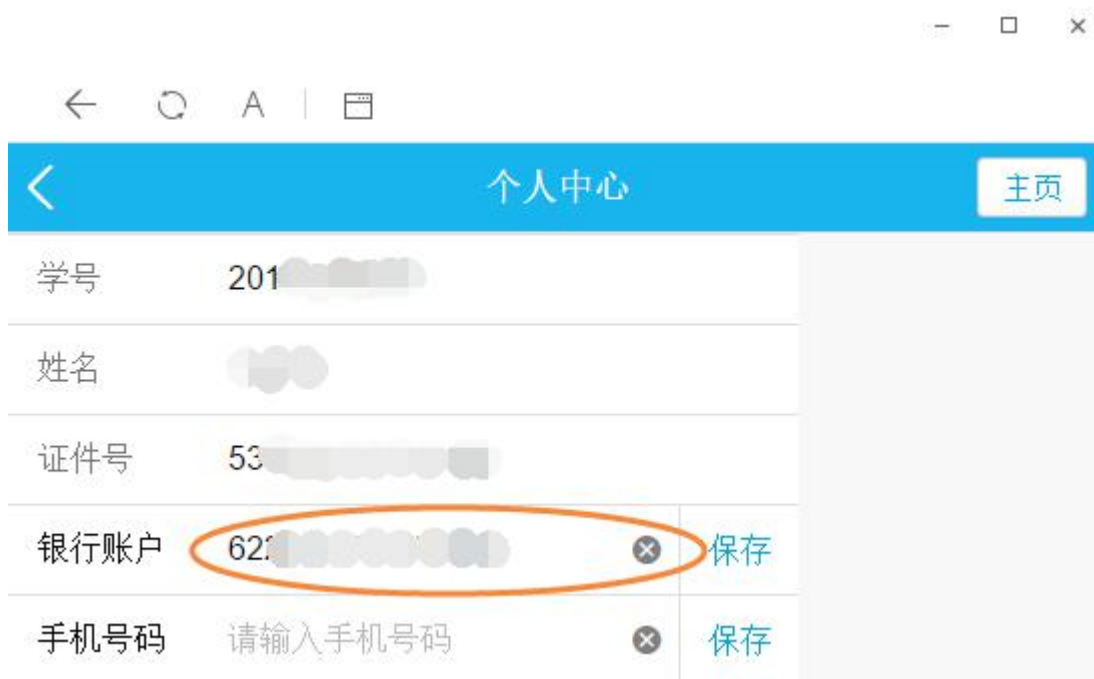 个人中心 主页
学号 201
姓名
证件号 53
银行账户 622 保存
手机号码 请输入手机号码 保存